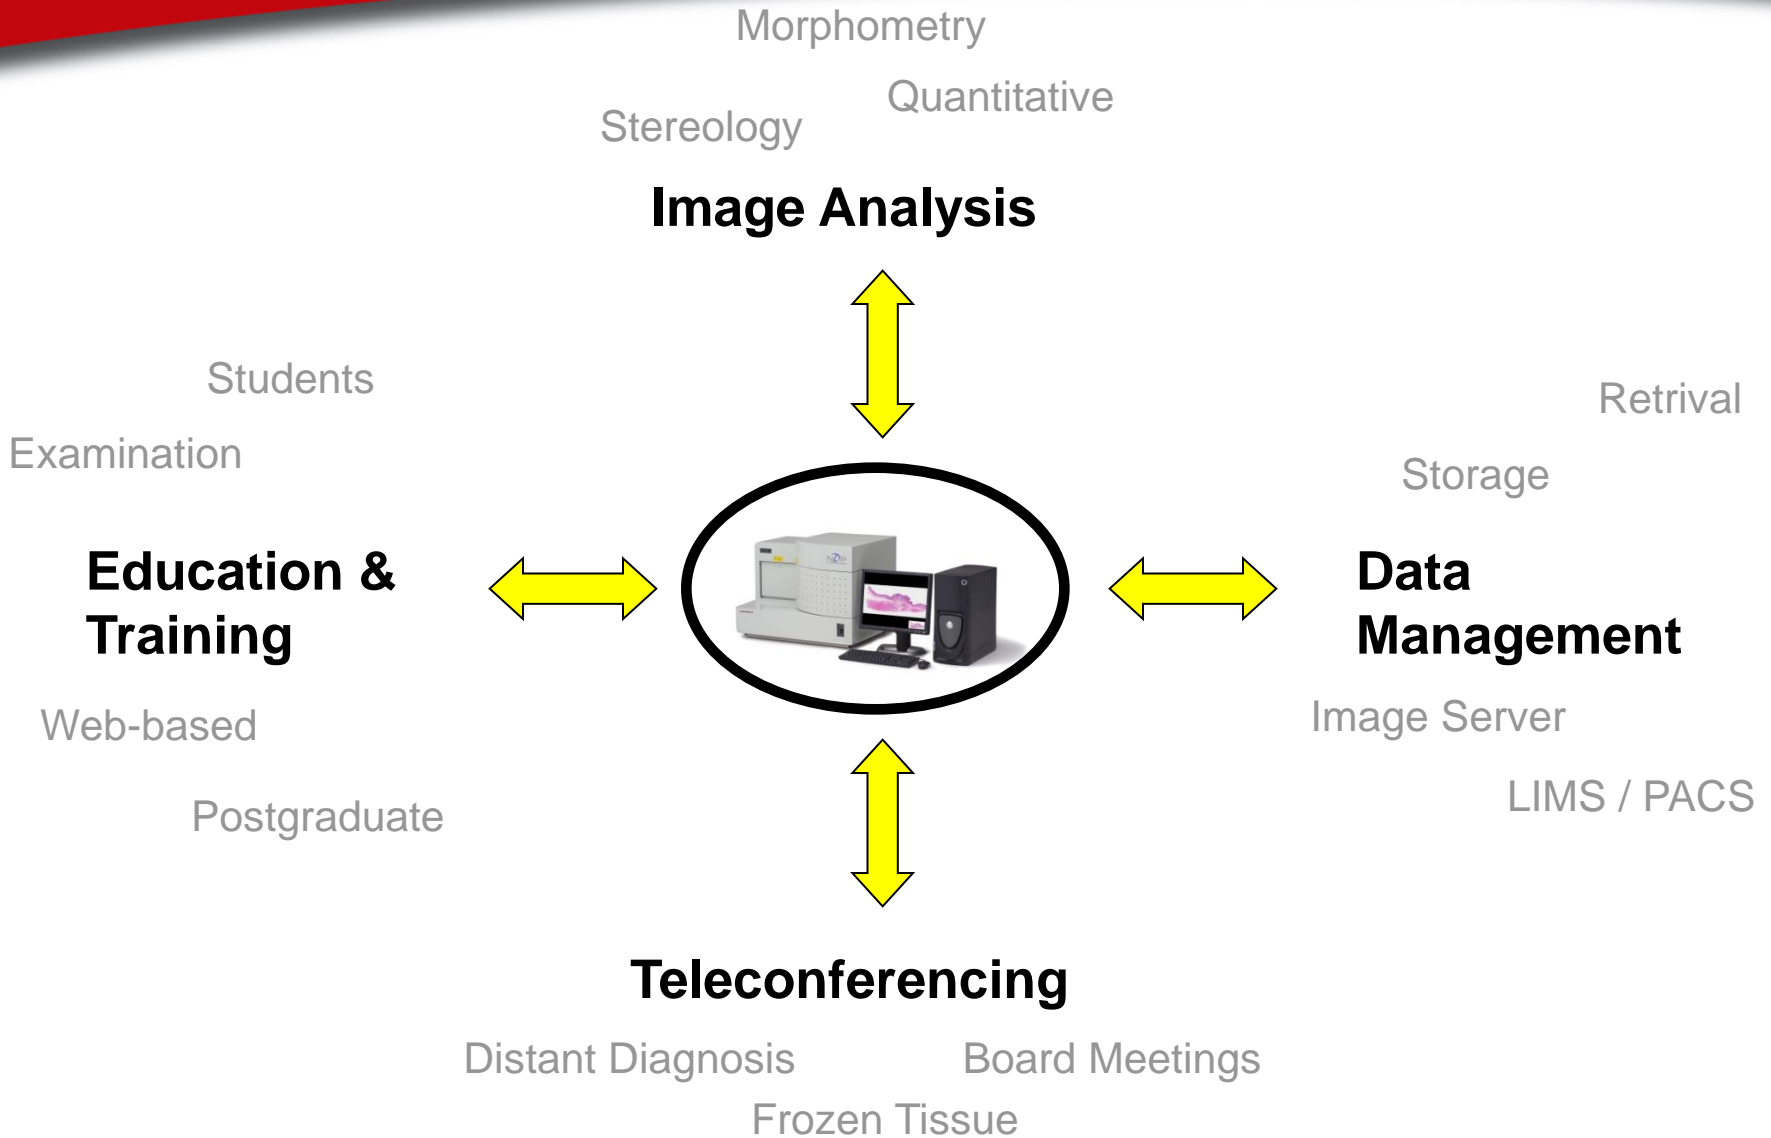 Morphometry
Quantitative
Stereology
Image Analysis
Students
Retrival
Examination
Storage
Education &
Training
NDP
Data
Management
Web-based
Image Server
Postgraduate
LIMS / PACS
Teleconferencing
Distant Diagnosis
Board Meetings
Frozen Tissue